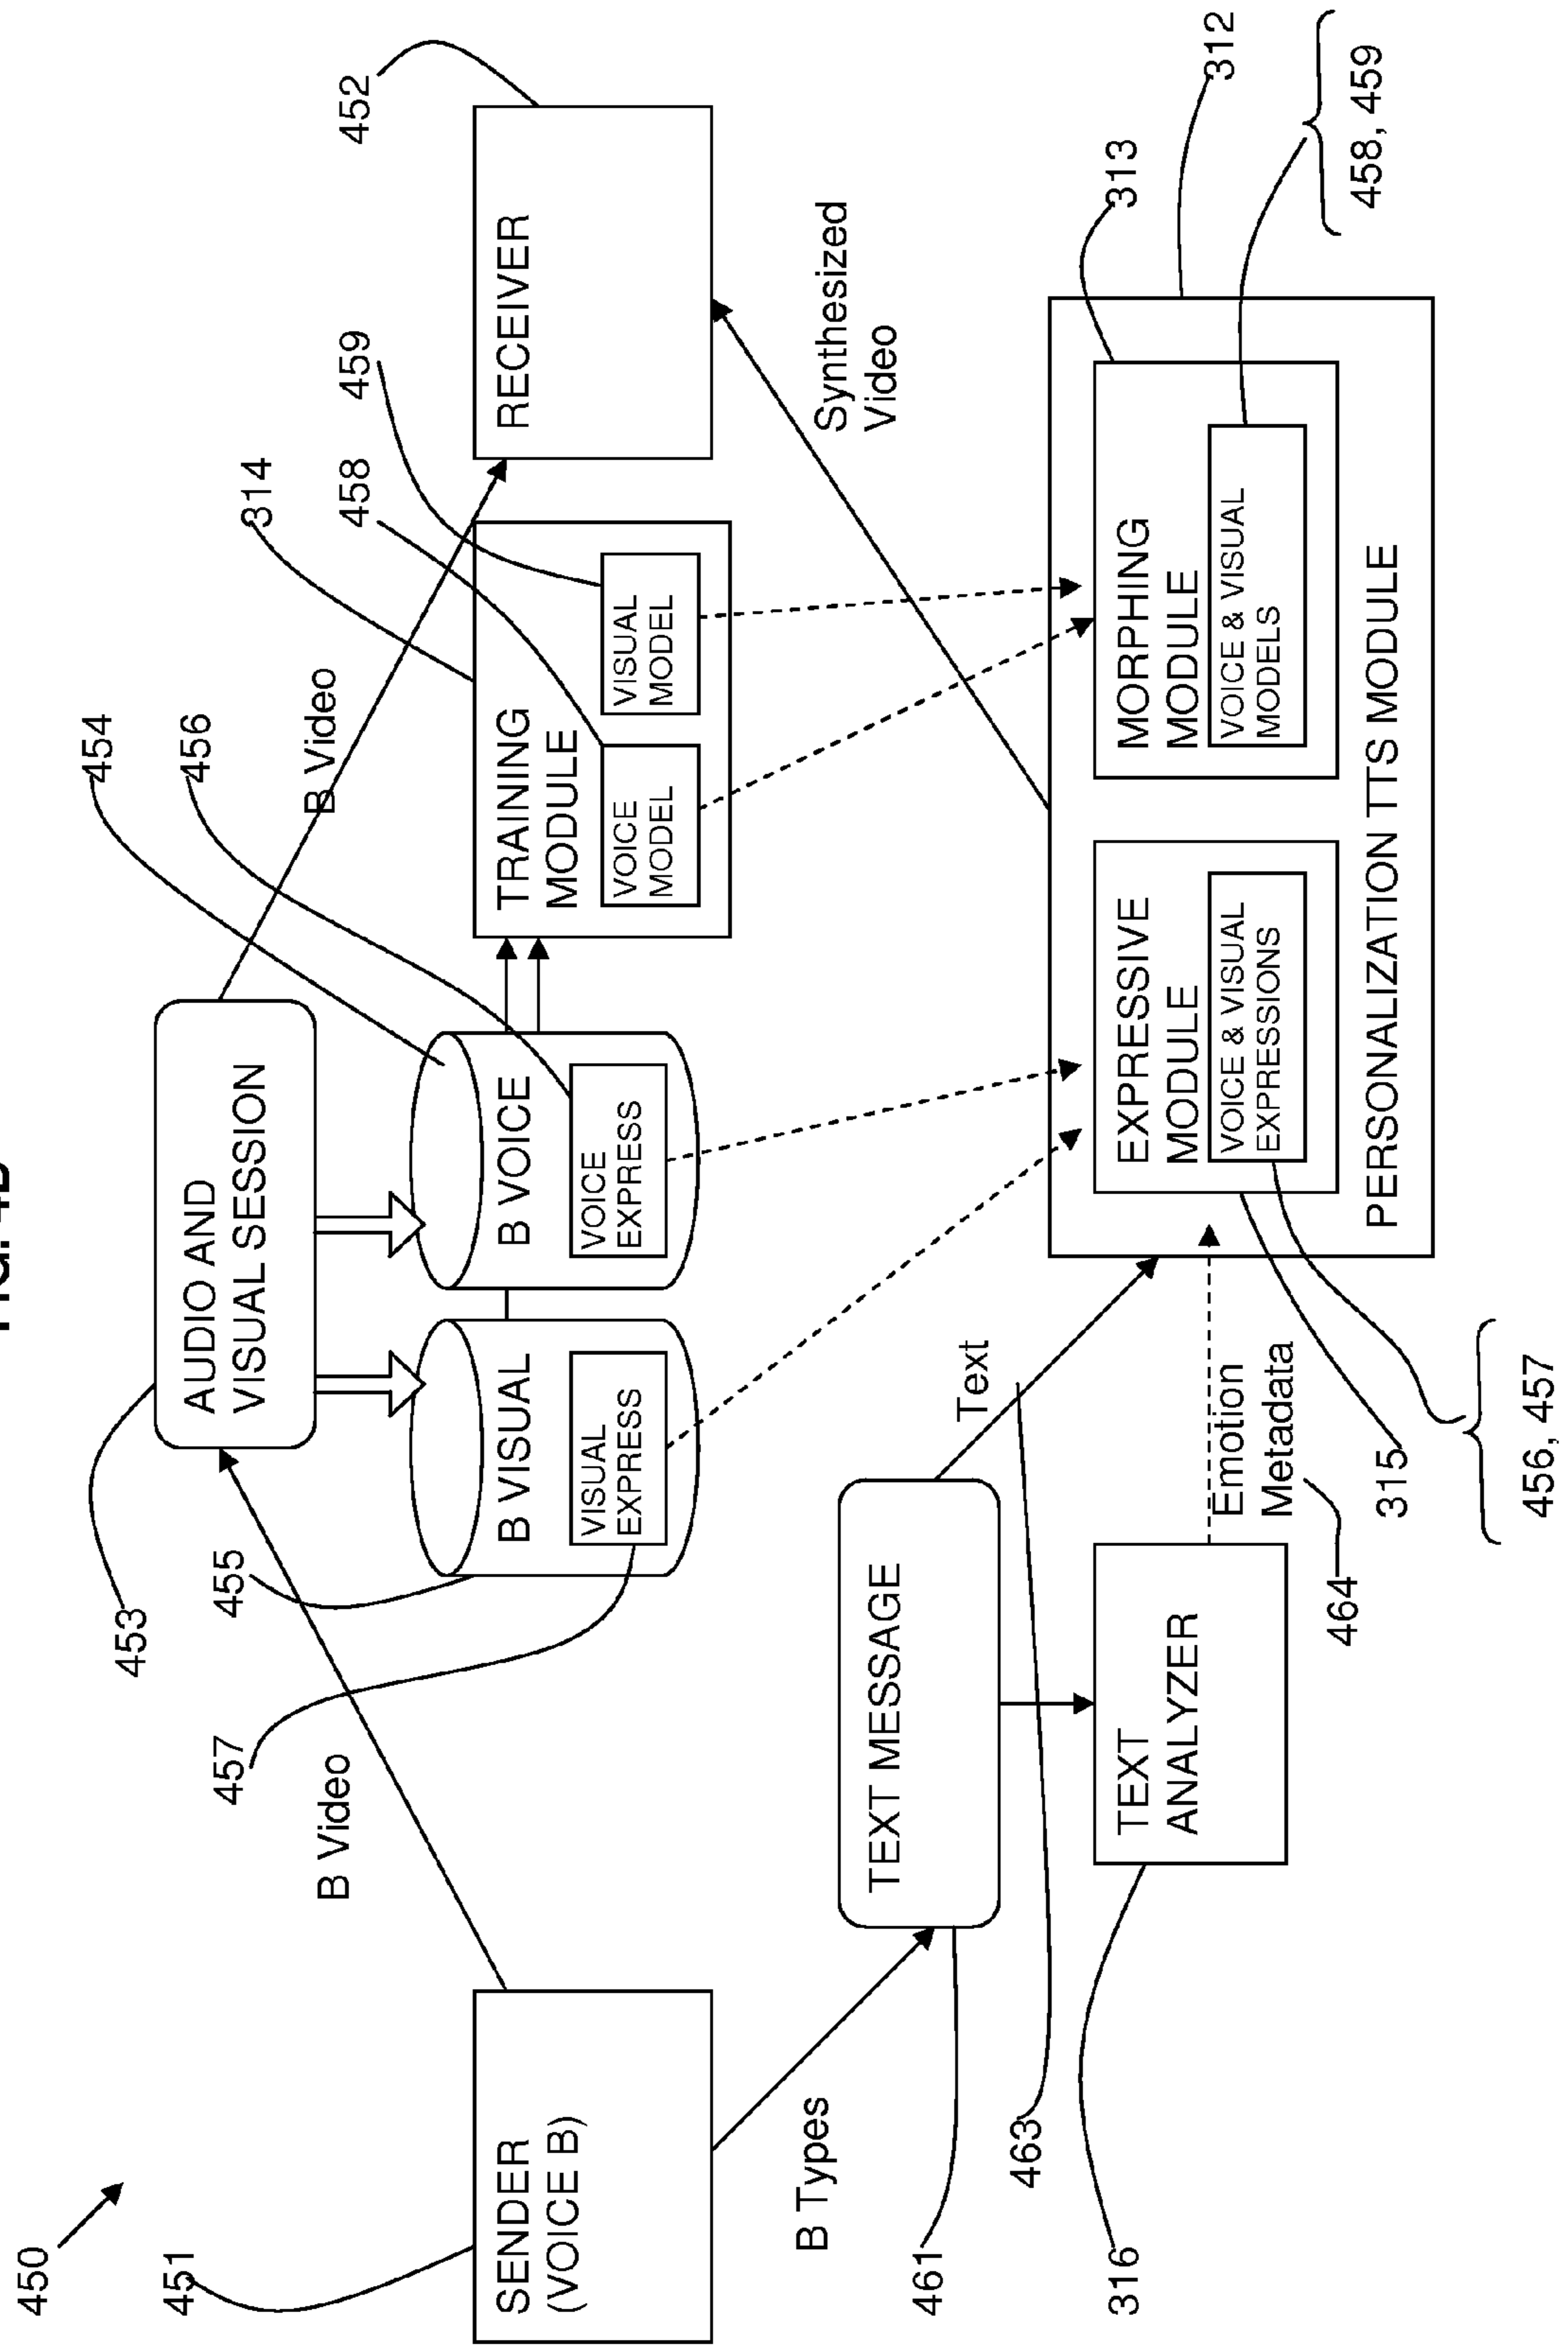 450
451
453
454
456
AUDIO AND
VISUAL SESSION
455
457
314
B Video
B Video
452
459
458
SENDER
(VOICE B)
B VISUAL
VISUAL
EXPRESS
B VOICE
VOICE
EXPRESS
TRAINING
MODULE
VOICE
MODEL
VISUAL
MODEL
RECEIVER
B Types
Synthesized
Video
TEXT MESSAGE
461
Text
463
316
TEXT
ANALYZER
313
312
EXPRESSIVE
MODULE
VOICE & VISUAL
EXPRESSIONS
MORPHING
MODULE
VOICE & VISUAL
MODELS
Emotion
Metadata
464
315
PERSONALIZATION TTS MODULE
458, 459
456, 457